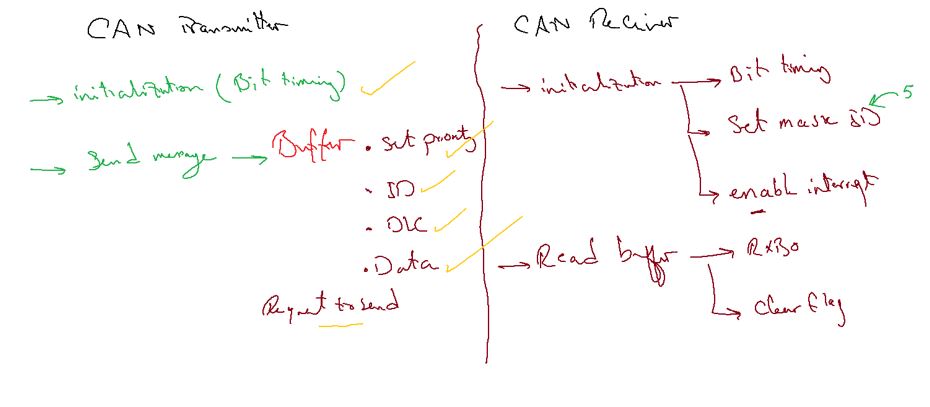 CAN Transmitter
→ initialization (Bit timing)
→ Send message → Buffer • Set priority
• ID
• DLC
• Data
Request to send
CAN Reciver
→ initialization → Bit timing
→ Set mask ID
5
→ enable interrupt
→ Read buffer → RxB0
→ Clear flag